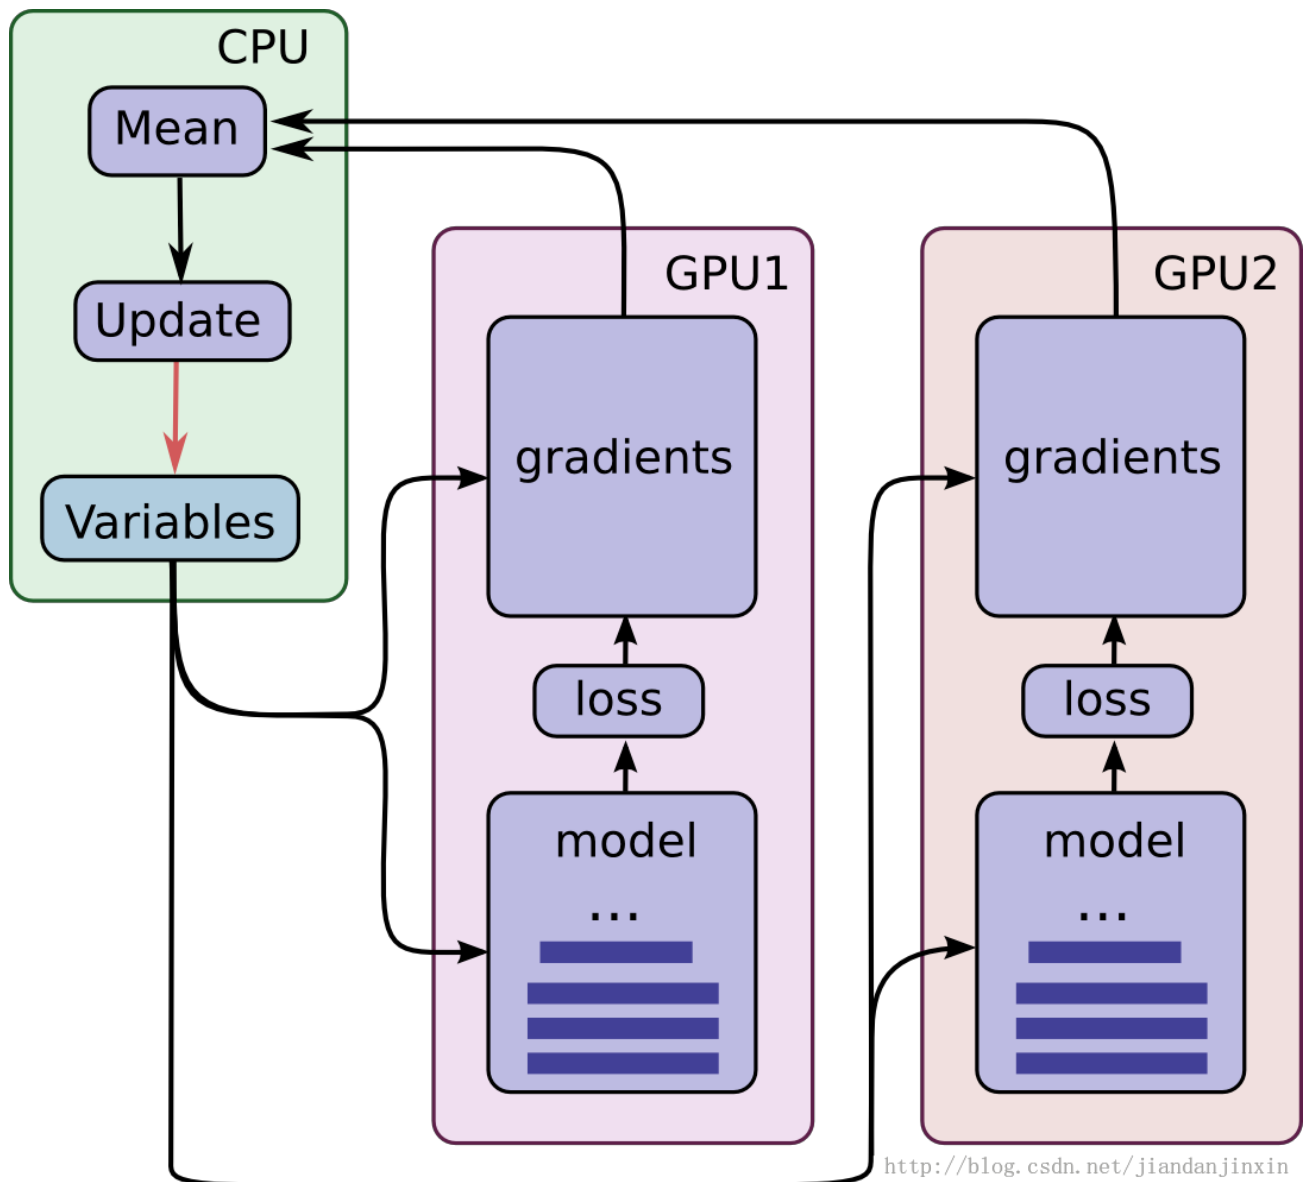 CPU
Mean
Update
Variables
GPU1
gradients
loss
model
...
GPU2
gradients
loss
model
...
http://blog.csdn.net/jiandanjinxin